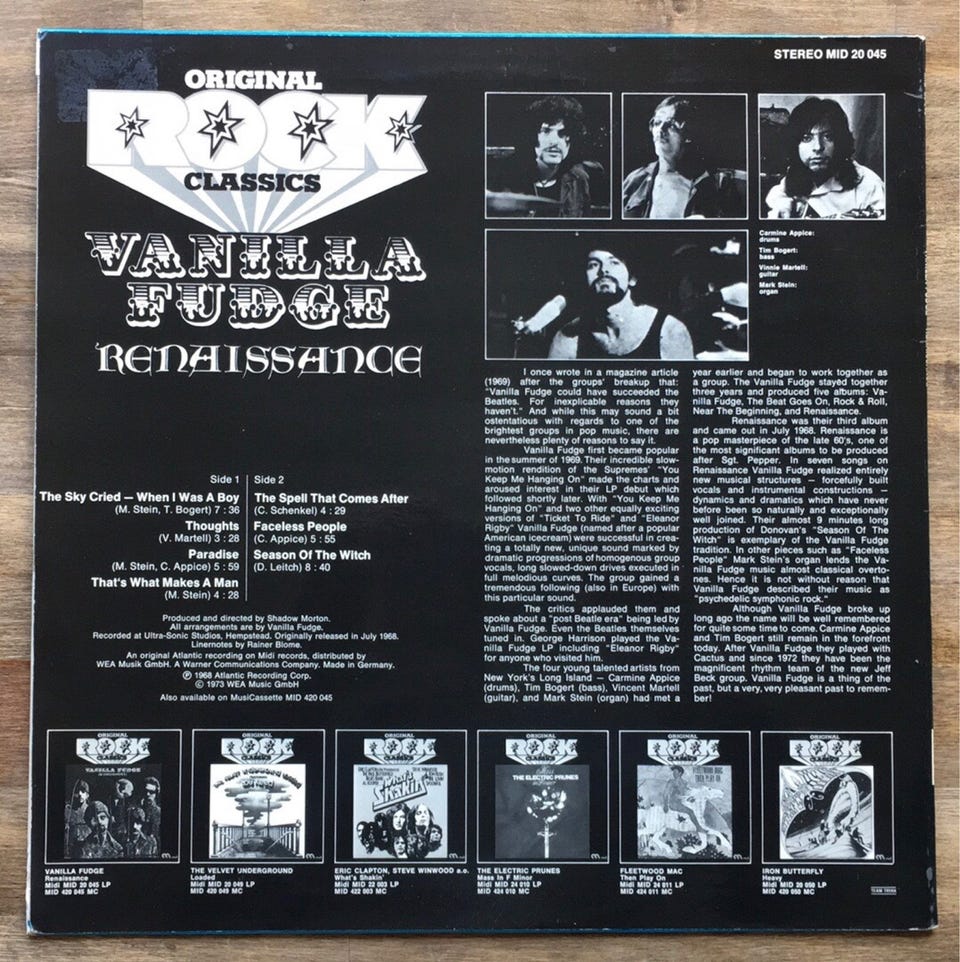 STEREO MID 20 045
ORIGINAL
ROCK
CLASSICS
VANILLA
FUDGE
RENAISSANCE
Carmine Appice:
drums
Tim Bogert:
bass
Vinnie Martell:
guitar
Mark Stein:
organ
Side 1
The Sky Cried – When I Was A Boy
(M. Stein, T. Bogert) 7 : 36
Thoughts
(V. Martell) 3 : 28
Paradise
(M. Stein, C. Appice) 5 : 59
That's What Makes A Man
(M. Stein) 4 : 28
Side 2
The Spell That Comes After
(C. Schenkel) 4 : 29
Faceless People
(C. Appice) 5 : 55
Season Of The Witch
(D. Leitch) 8 : 40
Produced and directed by Shadow Morton.
All arrangements are by Vanilla Fudge.
Recorded at Ultra-Sonic Studios, Hempstead. Originally released in July 1968.
Linernotes by Rainer Blome.
An original Atlantic recording on Midi records, distributed by
WEA Musik GmbH. A Warner Communications Company. Made in Germany.
℗ 1968 Atlantic Recording Corp.
© 1973 WEA Music GmbH
Also available on MusiCassette MID 420 045
I once wrote in a magazine article
(1969) after the groups' breakup that:
"Vanilla Fudge could have succeeded the
Beatles. For inexplicable reasons they
haven't." And while this may sound a bit
ostentatious with regards to one of the
brightest groups in pop music, there are
nevertheless plenty of reasons to say it.
Vanilla Fudge first became popular
in the summer of 1969. Their incredible slow-
motion rendition of the Supremes' "You
Keep Me Hanging On" made the charts and
aroused interest in their LP debut which
followed shortly later. With "You Keep Me
Hanging On" and two other equally exciting
versions of "Ticket To Ride" and "Eleanor
Rigby" Vanilla Fudge (named after a popular
American icecream) were successful in crea-
ting a totally new, unique sound marked by
dramatic progressions of homogenous group
vocals, long slowed-down drives executed in
full melodious curves. The group gained a
tremendous following (also in Europe) with
this particular sound.
The critics applauded them and
spoke about a "post Beatle era" being led by
Vanilla Fudge. Even the Beatles themselves
tuned in. George Harrison played the Va-
nilla Fudge LP including "Eleanor Rigby"
for anyone who visited him.
The four young talented artists from
New York's Long Island – Carmine Appice
(drums), Tim Bogert (bass), Vincent Martell
(guitar), and Mark Stein (organ) had met a
year earlier and began to work together as
a group. The Vanilla Fudge stayed together
three years and produced five albums: Va-
nilla Fudge, The Beat Goes On, Rock & Roll,
Near The Beginning, and Renaissance.
Renaissance was their third album
and came out in July 1968. Renaissance is
a pop masterpiece of the late 60's, one of
the most significant albums to be produced
after Sgt. Pepper. In seven songs on
Renaissance Vanilla Fudge realized entirely
new musical structures – forcefully built
vocals and instrumental constructions –
dynamics and dramatics which have never
before been so naturally and exceptionally
well joined. Their almost 9 minutes long
production of Donovan's "Season Of The
Witch" is exemplary of the Vanilla Fudge
tradition. In other pieces such as "Faceless
People" Mark Stein's organ lends the Va-
nilla Fudge music almost classical overto-
nes. Hence it is not without reason that
Vanilla Fudge described their music as
"psychedelic symphonic rock."
Although Vanilla Fudge broke up
long ago the name will be well remembered
for quite some time to come. Carmine Appice
and Tim Bogert still remain in the forefront
today. After Vanilla Fudge they played with
Cactus and since 1972 they have been the
magnificent rhythm team of the new Jeff
Beck group. Vanilla Fudge is a thing of the
past, but a very, very pleasant past to remem-
ber!
ORIGINAL
ROCK
CLASSICS
VANILLA FUDGE
ORIGINAL
ROCK
CLASSICS
ORIGINAL
ROCK
CLASSICS
What's
Shakin'
ORIGINAL
ROCK
CLASSICS
THE ELECTRIC PRUNES
ORIGINAL
ROCK
CLASSICS
FLEETWOOD MAC
THEN PLAY ON
ORIGINAL
ROCK
CLASSICS
VANILLA FUDGE
Renaissance
Midi MID 20 045 LP
MID 420 045 MC
THE VELVET UNDERGROUND
Loaded
Midi MID 20 049 LP
MID 420 049 MC
ERIC CLAPTON, STEVE WINWOOD a.o.
What's Shakin'
Midi MID 22 003 LP
MID 422 003 MC
THE ELECTRIC PRUNES
Mass In F Minor
Midi MID 24 010 LP
MID 424 010 MC
FLEETWOOD MAC
Then Play On
Midi MID 24 011 LP
MID 424 011 MC
IRON BUTTERFLY
Heavy
Midi MID 20 050 LP
MID 420 050 MC